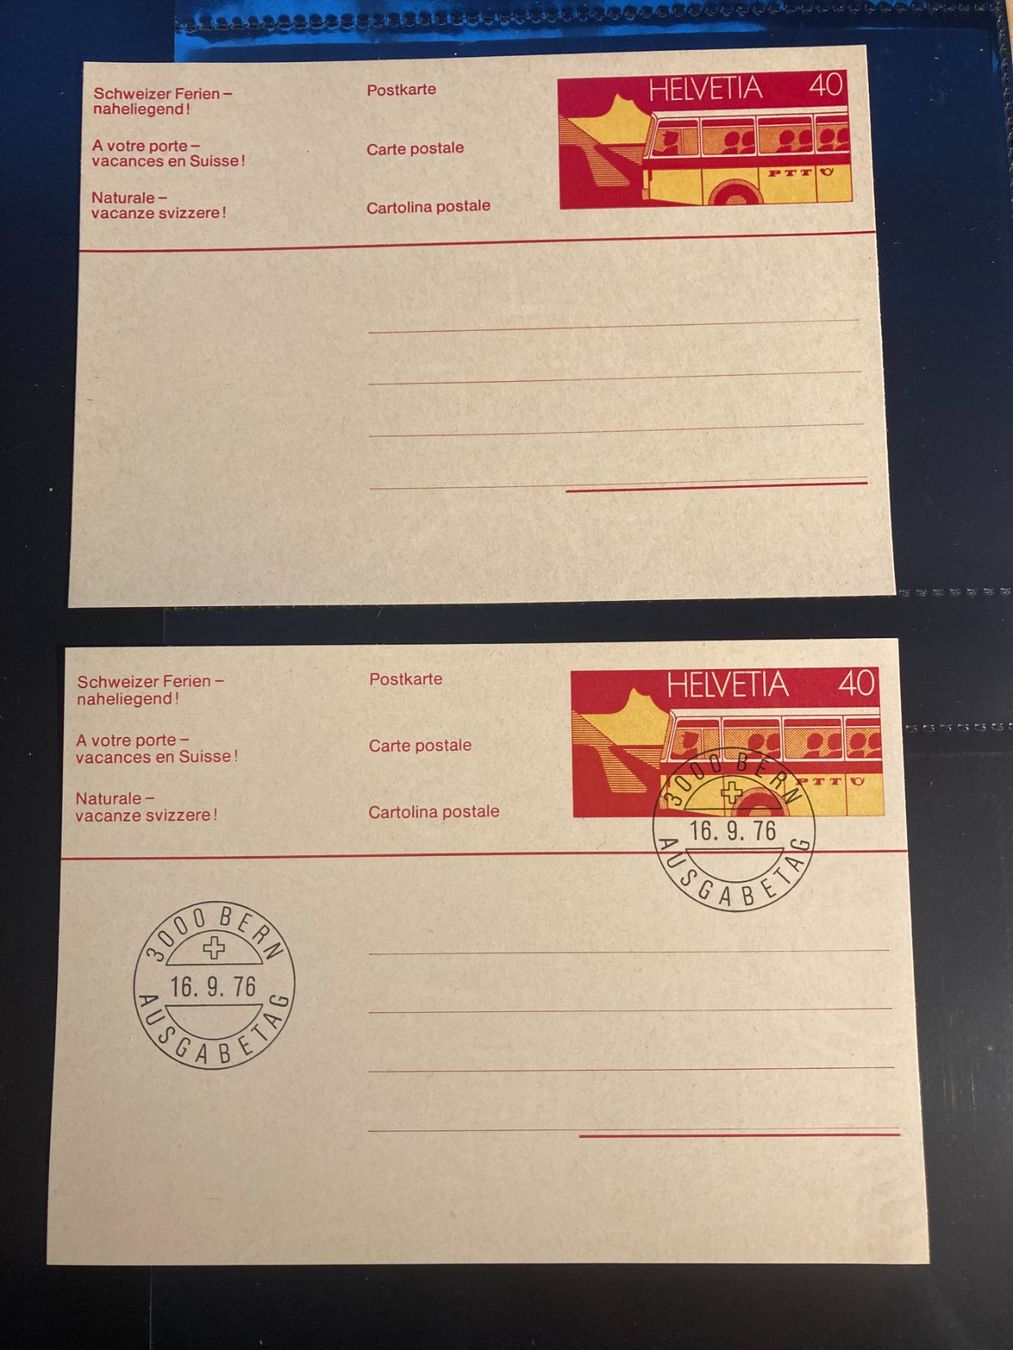 Schweizer Ferien –
naheliegend!
A votre porte –
vacances en Suisse!
Naturale –
vacanze svizzere!
Postkarte
Carte postale
Cartolina postale
HELVETIA 40
PTT
Schweizer Ferien –
naheliegend!
A votre porte –
vacances en Suisse!
Naturale –
vacanze svizzere!
Postkarte
Carte postale
Cartolina postale
HELVETIA 40
PTT
3000 BERN
16. 9. 76
AUSGABETAG
3000 BERN
16. 9. 76
AUSGABETAG